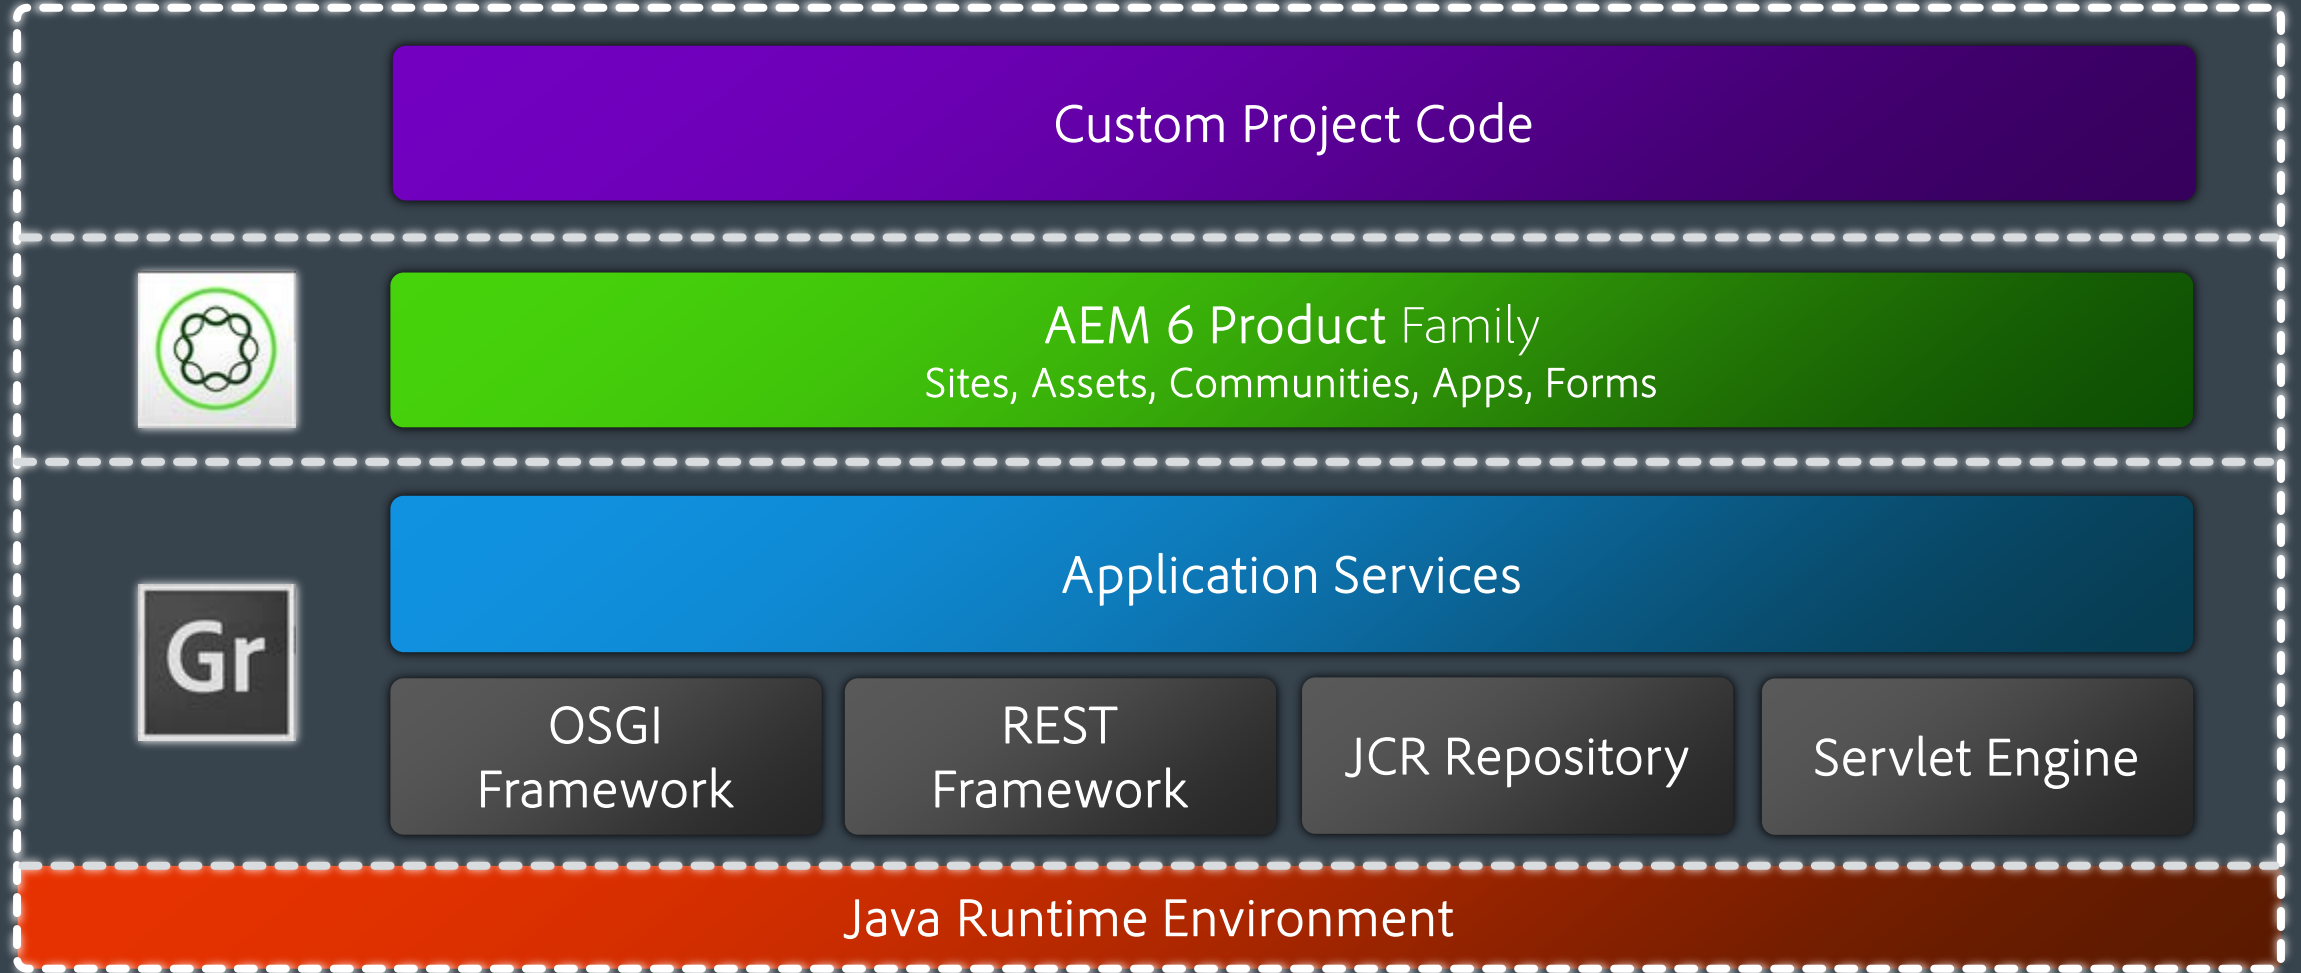 Custom Project Code
AEM 6 Product Family
Sites, Assets, Communities, Apps, Forms
Application Services
Gr
OSGI
Framework
REST
Framework
JCR Repository
Servlet Engine
Java Runtime Environment